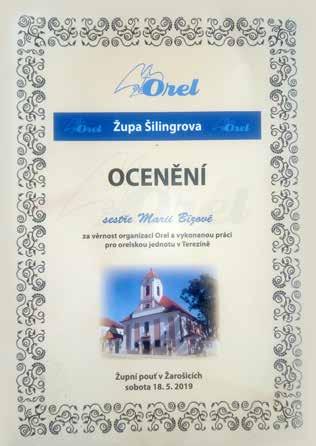 Orel
Orel Župa Šilingrova Orel
OCENĚNÍ
sestře Marii Bízové
za věrnost organizaci Orel a vykonanou práci
pro orelskou jednotu v Terezíně
Župní pouť v Žarošicích
sobota 18. 5. 2019